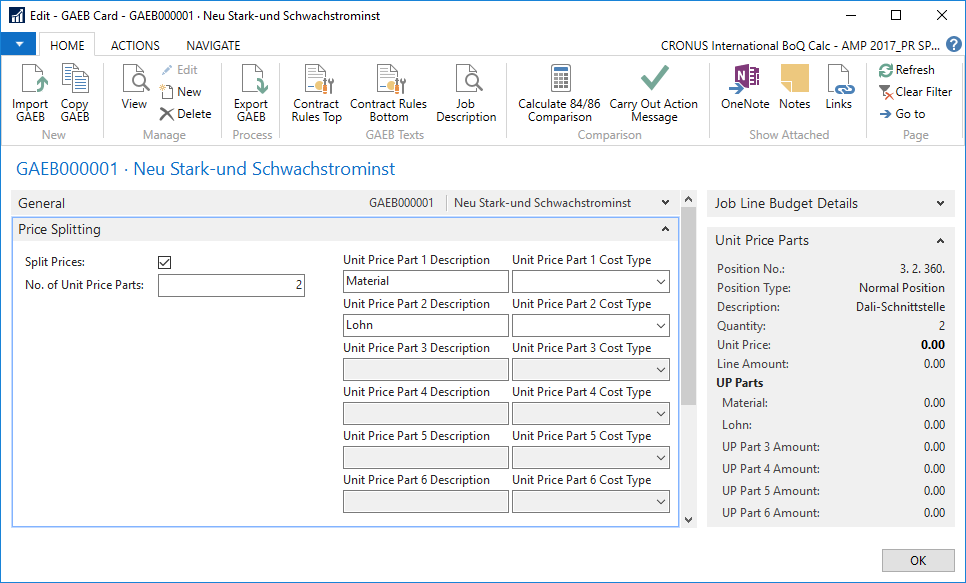 Edit - GAEB Card - GAEB000001 · Neu Stark-und Schwachstrominst
HOME ACTIONS NAVIGATE CRONUS International BoQ Calc - AMP 2017_PR SP... ?
Import GAEB
Copy GAEB
New
View
Edit
New
Delete
Manage
Export GAEB
Process
Contract Rules Top
Contract Rules Bottom
Job Description
GAEB Texts
Calculate 84/86 Comparison
Carry Out Action Message
Comparison
OneNote
Notes
Links
Show Attached
Refresh
Clear Filter
Go to
Page
GAEB000001 · Neu Stark-und Schwachstrominst
General GAEB000001 Neu Stark-und Schwachstrominst
Price Splitting
Split Prices:
No. of Unit Price Parts: 2
Unit Price Part 1 Description Unit Price Part 1 Cost Type
Material
Unit Price Part 2 Description Unit Price Part 2 Cost Type
Lohn
Unit Price Part 3 Description Unit Price Part 3 Cost Type
Unit Price Part 4 Description Unit Price Part 4 Cost Type
Unit Price Part 5 Description Unit Price Part 5 Cost Type
Unit Price Part 6 Description Unit Price Part 6 Cost Type
Job Line Budget Details
Unit Price Parts
Position No.: 3. 2. 360.
Position Type: Normal Position
Description: Dali-Schnittstelle
Quantity: 2
Unit Price: 0.00
Line Amount: 0.00
UP Parts
Material: 0.00
Lohn: 0.00
UP Part 3 Amount: 0.00
UP Part 4 Amount: 0.00
UP Part 5 Amount: 0.00
UP Part 6 Amount: 0.00
OK